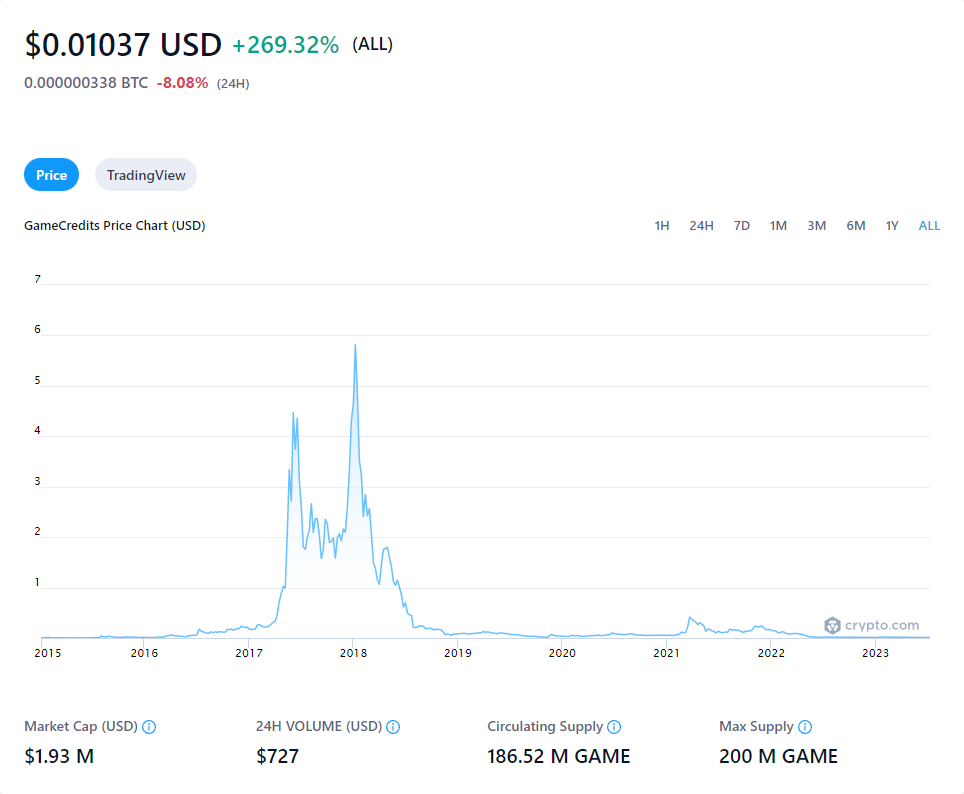 $0.01037 USD +269.32% (ALL)
0.000000338 BTC -8.08% (24H)
Price TradingView
GameCredits Price Chart (USD) 1H 24H 7D 1M 3M 6M 1Y ALL
7
6
5
4
3
2
1
crypto.com
2015 2016 2017 2018 2019 2020 2021 2022 2023
Market Cap (USD) 24H VOLUME (USD) Circulating Supply Max Supply
$1.93 M $727 186.52 M GAME 200 M GAME